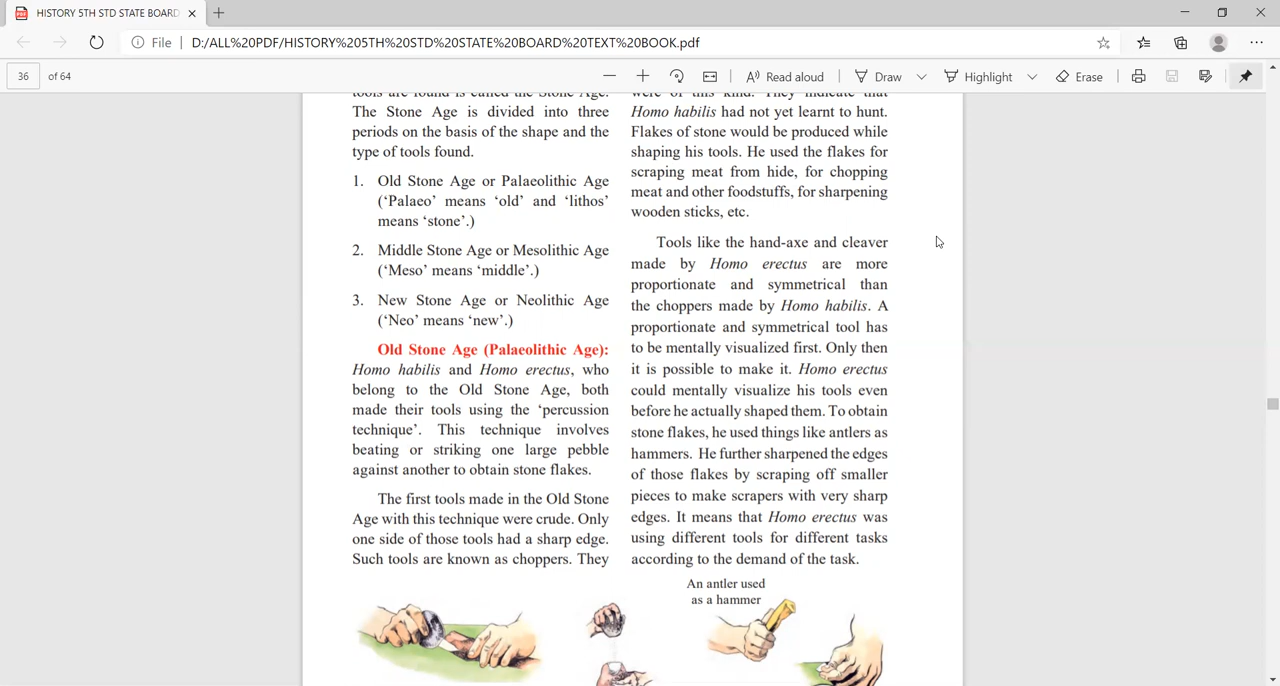 HISTORY 5TH STD STATE BOARD
File
D:/ALL%20PDF/HISTORY%205TH%20STD%20STATE%20BOARD%20TEXT%20BOOK.pdf
36 of 64
Read aloud
Draw
Highlight
Erase
tools are found is called the Stone Age.
The Stone Age is divided into three
periods on the basis of the shape and the
type of tools found.
1. Old Stone Age or Palaeolithic Age
(‘Palaeo’ means ‘old’ and ‘lithos’
means ‘stone’.)
2. Middle Stone Age or Mesolithic Age
(‘Meso’ means ‘middle’.)
3. New Stone Age or Neolithic Age
(‘Neo’ means ‘new’.)
Old Stone Age (Palaeolithic Age):
Homo habilis and Homo erectus, who
belong to the Old Stone Age, both
made their tools using the ‘percussion
technique’. This technique involves
beating or striking one large pebble
against another to obtain stone flakes.
The first tools made in the Old Stone
Age with this technique were crude. Only
one side of those tools had a sharp edge.
Such tools are known as choppers. They
were of this kind. They indicate that
Homo habilis had not yet learnt to hunt.
Flakes of stone would be produced while
shaping his tools. He used the flakes for
scraping meat from hide, for chopping
meat and other foodstuffs, for sharpening
wooden sticks, etc.
Tools like the hand-axe and cleaver
made by Homo erectus are more
proportionate and symmetrical than
the choppers made by Homo habilis. A
proportionate and symmetrical tool has
to be mentally visualized first. Only then
it is possible to make it. Homo erectus
could mentally visualize his tools even
before he actually shaped them. To obtain
stone flakes, he used things like antlers as
hammers. He further sharpened the edges
of those flakes by scraping off smaller
pieces to make scrapers with very sharp
edges. It means that Homo erectus was
using different tools for different tasks
according to the demand of the task.
An antler used
as a hammer